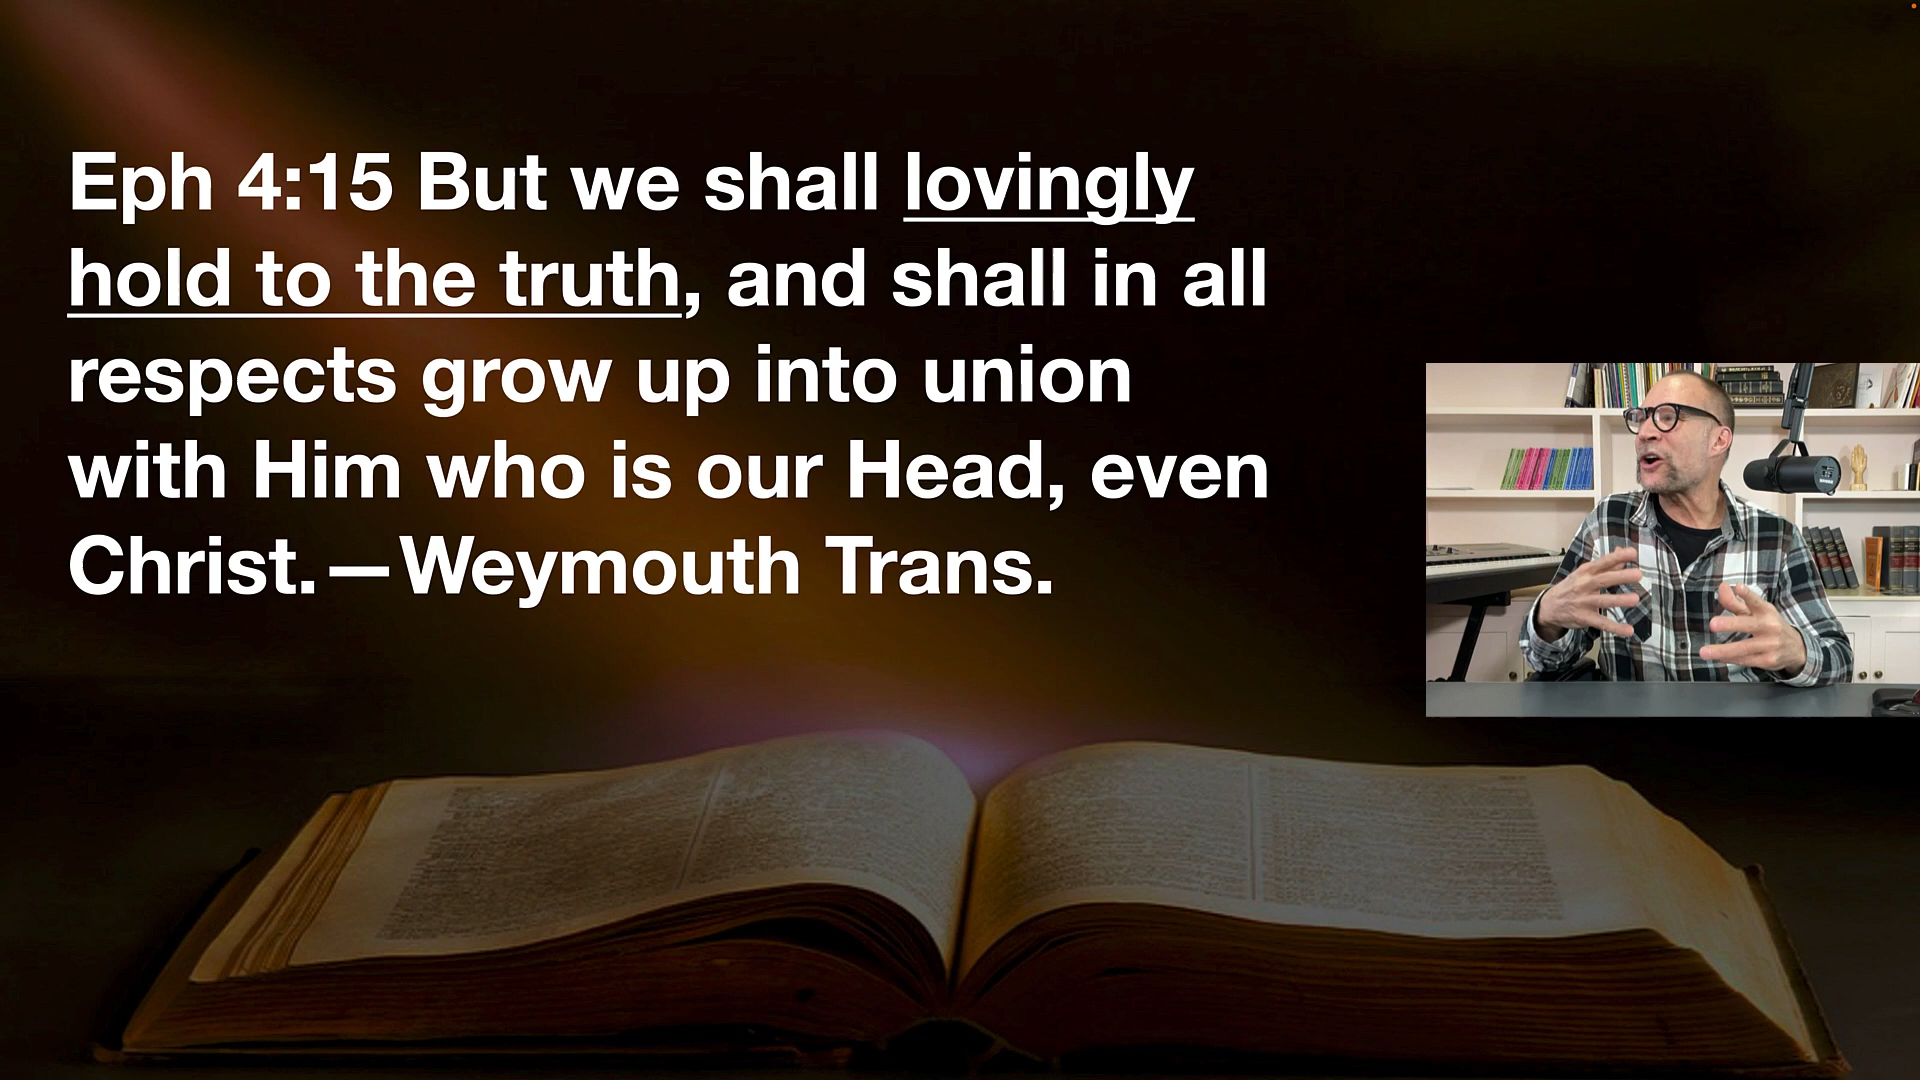 Eph 4:15 But we shall lovingly
hold to the truth, and shall in all
respects grow up into union
with Him who is our Head, even
Christ.—Weymouth Trans.